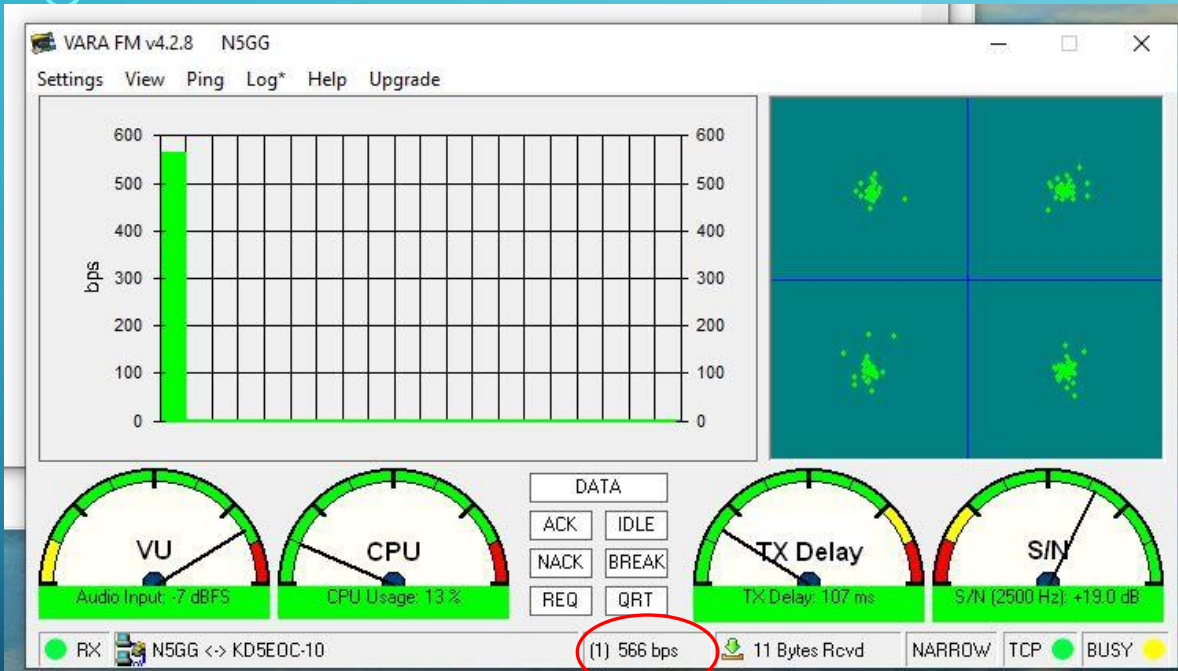 VARA FM v4.2.8 N5GG
Settings View Ping Log* Help Upgrade
600 600
500 500
400 400
bps
300 300
200 200
100 100
0 0
DATA
ACK IDLE
NACK BREAK
REQ QRT
VU
Audio Input: -7 dBFS
CPU
CPU Usage: 13 %
TX Delay
TX Delay: 107 ms
S/N
S/N (2500 Hz): +19.0 dB
RX N5GG <-> KD5EOC-10 (1) 566 bps 11 Bytes Rcvd NARROW TCP BUSY